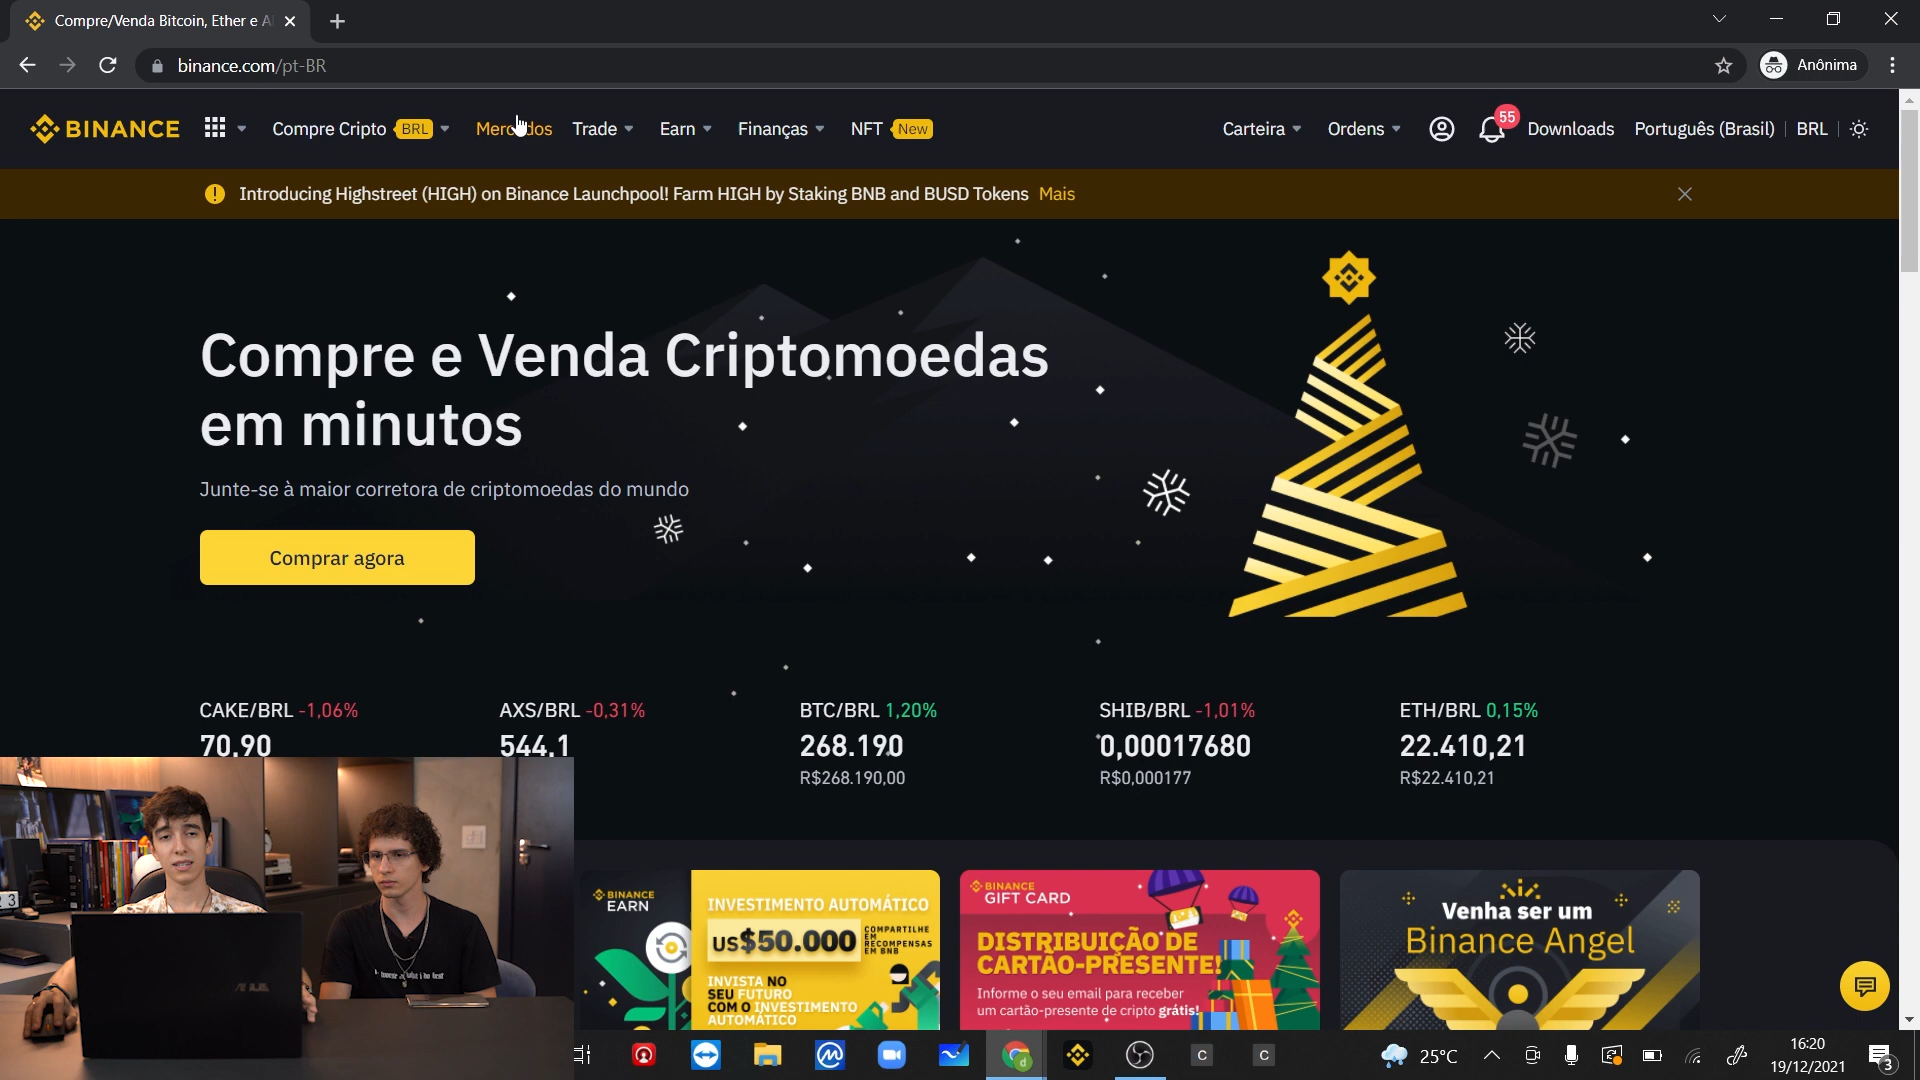 Compre/Venda Bitcoin, Ether e A
binance.com/pt-BR
Anônima
BINANCE
Compre Cripto BRL
Mercados
Trade
Earn
Finanças
NFT New
Carteira
Ordens
55
Downloads
Português (Brasil)
BRL
Introducing Highstreet (HIGH) on Binance Launchpool! Farm HIGH by Staking BNB and BUSD Tokens Mais
Compre e Venda Criptomoedas
em minutos
Junte-se à maior corretora de criptomoedas do mundo
Comprar agora
CAKE/BRL -1,06%
70,90
AXS/BRL -0,31%
544,1
BTC/BRL 1,20%
268.190
R$268.190,00
SHIB/BRL -1,01%
0,00017680
R$0,000177
ETH/BRL 0,15%
22.410,21
R$22.410,21
BINANCE
EARN
INVESTIMENTO AUTOMÁTICO
US$50.000
COMPARTILHE
EM
RECOMPENSAS
EM BNB
INVISTA NO
SEU FUTURO
COM O INVESTIMENTO
AUTOMÁTICO
BINANCE
GIFT CARD
DISTRIBUIÇÃO DE
CARTÃO-PRESENTE!
Informe o seu email para receber
um cartão-presente de cripto grátis!
Venha ser um
Binance Angel
C
C
25°C
16:20
19/12/2021
3